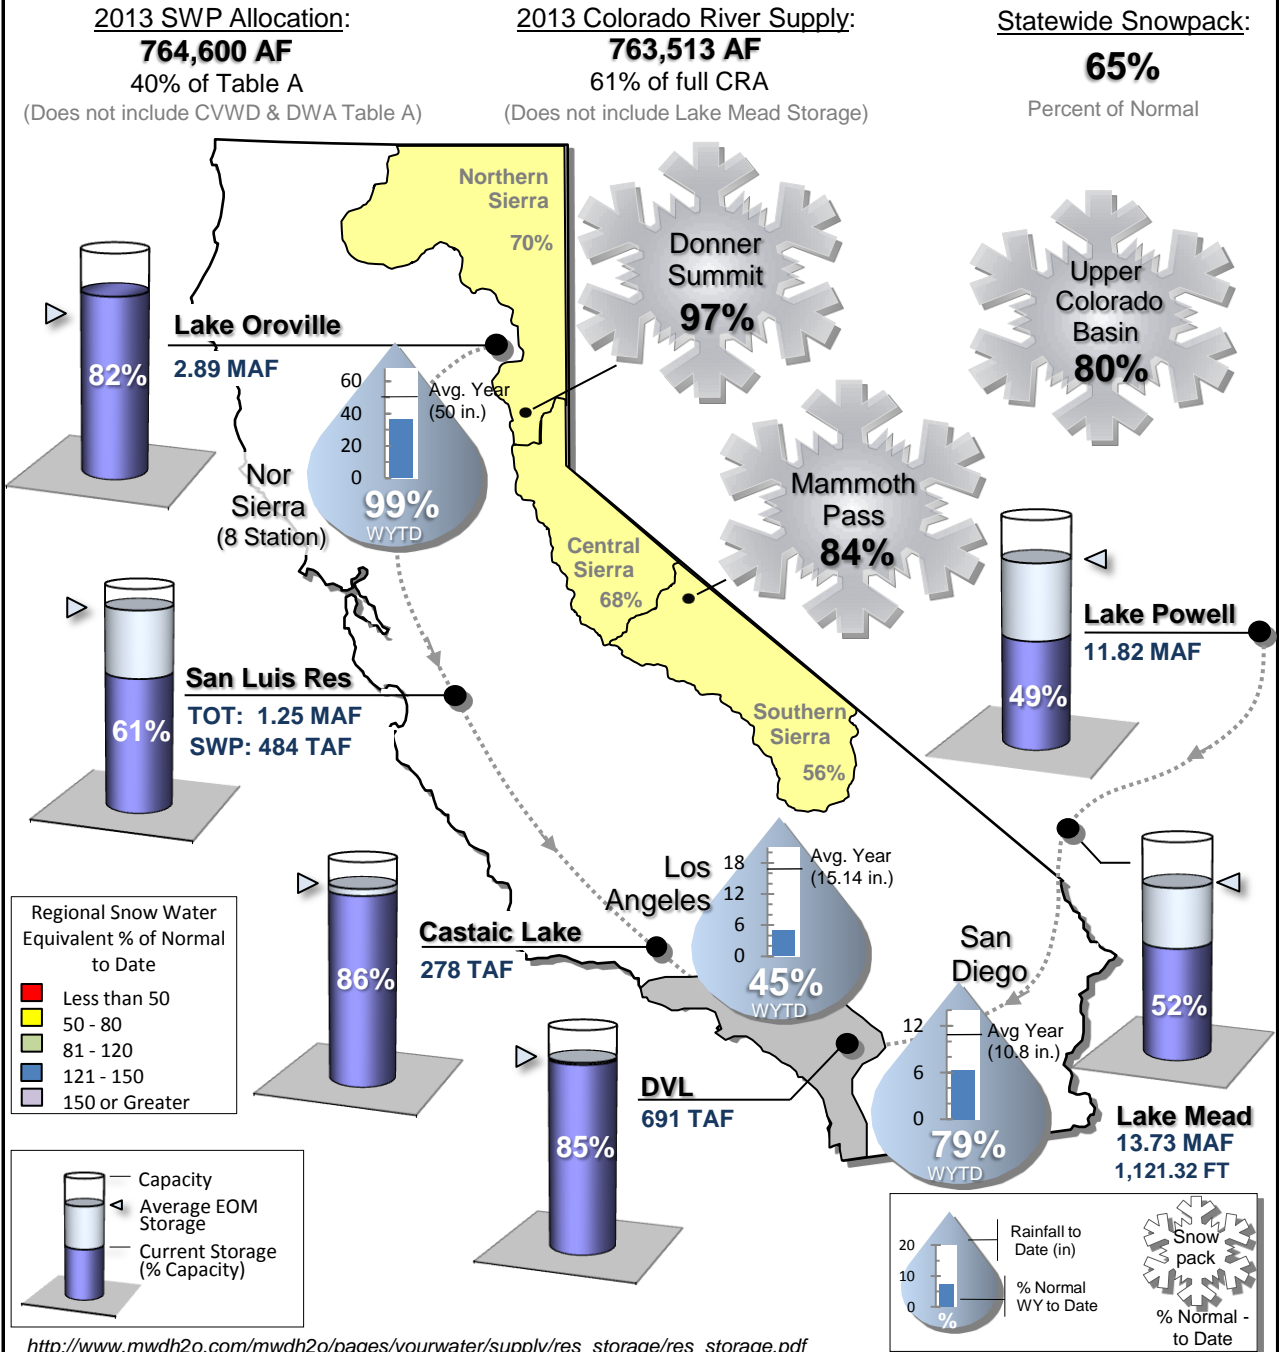 2013 SWP Allocation:
764,600 AF
40% of Table A
(Does not include CVWD & DWA Table A)
2013 Colorado River Supply:
763,513 AF
61% of full CRA
(Does not include Lake Mead Storage)
Statewide Snowpack:
65%
Percent of Normal
Northern
Sierra
70%
Donner
Summit
97%
Upper
Colorado
Basin
80%
82%
Lake Oroville
2.89 MAF
60
40
20
0
Avg. Year
(50 in.)
99%
WYTD
Nor
Sierra
(8 Station)
Mammoth
Pass
84%
Central
Sierra
68%
Lake Powell
11.82 MAF
49%
61%
San Luis Res
TOT: 1.25 MAF
SWP: 484 TAF
Southern
Sierra
56%
Los
Angeles
18
12
6
0
Avg. Year
(15.14 in.)
45%
WYTD
Castaic Lake
278 TAF
86%
San
Diego
12
6
0
Avg Year
(10.8 in.)
79%
WYTD
52%
Lake Mead
13.73 MAF
1,121.32 FT
DVL
691 TAF
85%
Regional Snow Water
Equivalent % of Normal
to Date
Less than 50
50 - 80
81 - 120
121 - 150
150 or Greater
Capacity
Average EOM
Storage
Current Storage
(% Capacity)
20
10
0
%
Rainfall to
Date (in)
% Normal
WY to Date
Snow
pack
% Normal -
to Date
http://www.mwdh2o.com/mwdh2o/pages/yourwater/supply/res_storage/res_storage.pdf